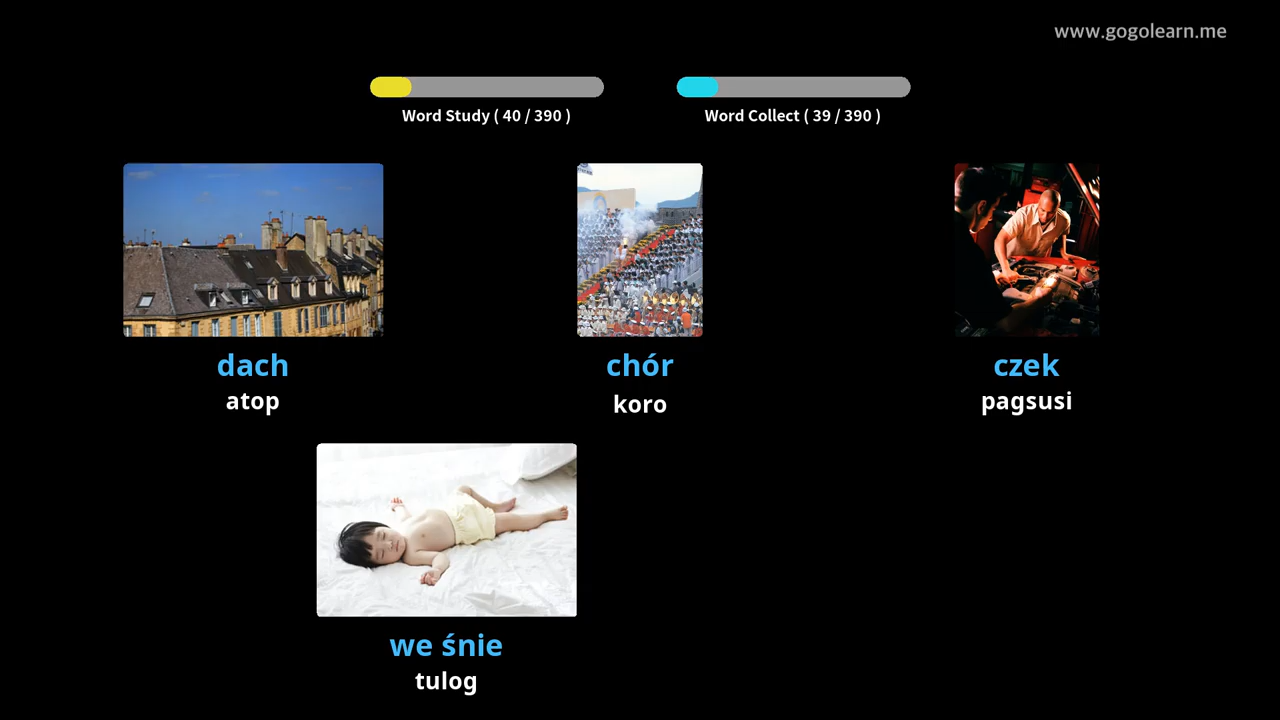 www.gogolearn.me
Word Study ( 40 / 390 )
Word Collect ( 39 / 390 )
dach
atop
chór
koro
czek
pagsusi
we śnie
tulog